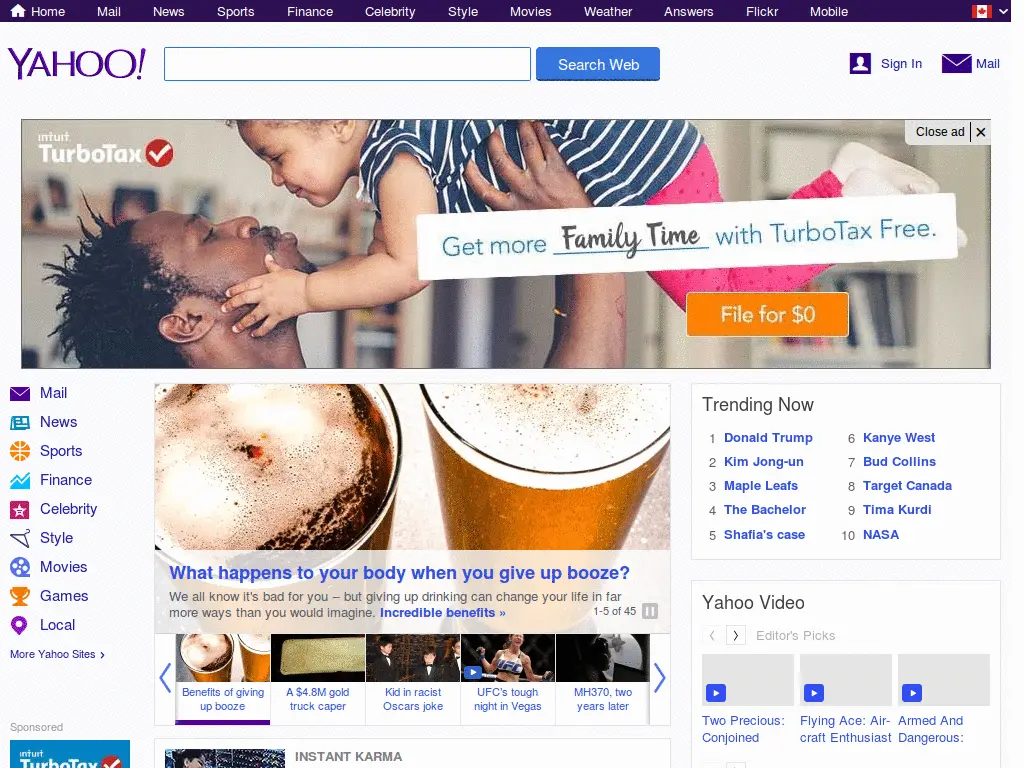 Home Mail News Sports Finance Celebrity Style Movies Weather Answers Flickr Mobile
YAHOO! Search Web Sign In Mail
Close ad ✕
intuit
TurboTax
Get more Family Time with TurboTax Free.
File for $0
Mail
News
Sports
Finance
Celebrity
Style
Movies
Games
Local
More Yahoo Sites ›
Sponsored
intuit
TurboTax
What happens to your body when you give up booze?
We all know it's bad for you – but giving up drinking can change your life in far
more ways than you would imagine. Incredible benefits »
1-5 of 45
Benefits of giving
up booze
A $4.8M gold
truck caper
Kid in racist
Oscars joke
UFC's tough
night in Vegas
MH370, two
years later
INSTANT KARMA
Trending Now
1 Donald Trump
2 Kim Jong-un
3 Maple Leafs
4 The Bachelor
5 Shafia's case
6 Kanye West
7 Bud Collins
8 Target Canada
9 Tima Kurdi
10 NASA
Yahoo Video
Editor's Picks
Two Precious:
Conjoined
Flying Ace: Air-
craft Enthusiast
Armed And
Dangerous: